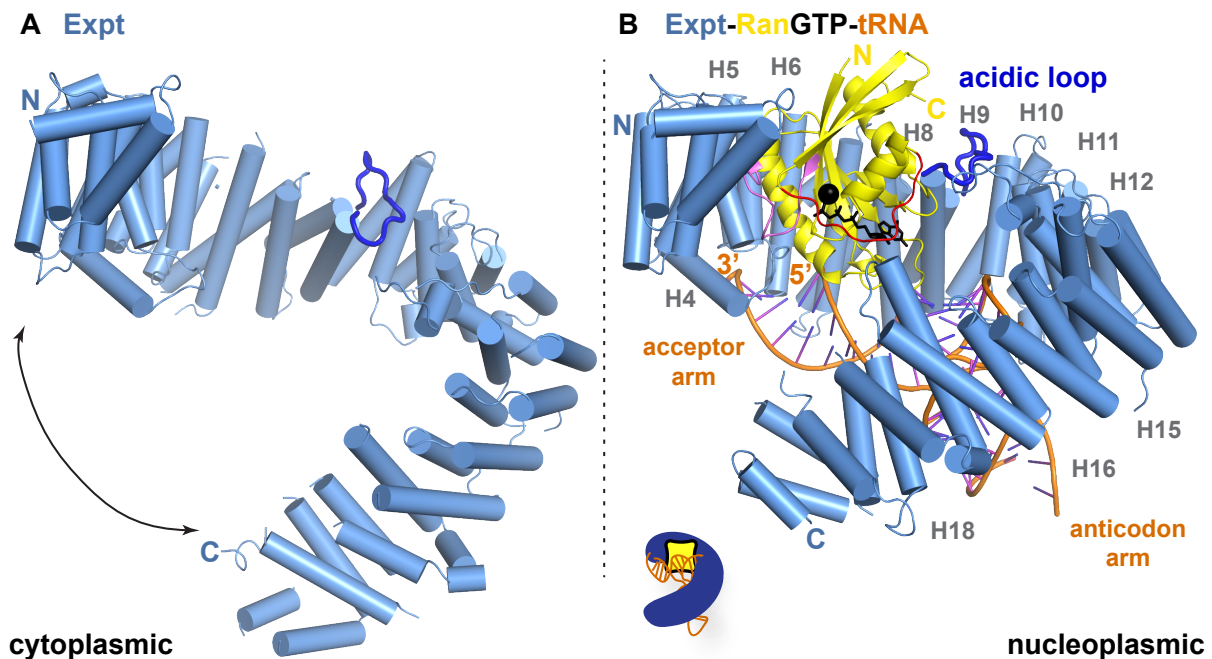 A Expt
N
C
cytoplasmic
B Expt-RanGTP-tRNA
H5
H6
N
acidic loop
C
H9
H10
N
H8
H11
H12
3’
5’
H4
acceptor
arm
H15
H16
H18
C
anticodon
arm
nucleoplasmic